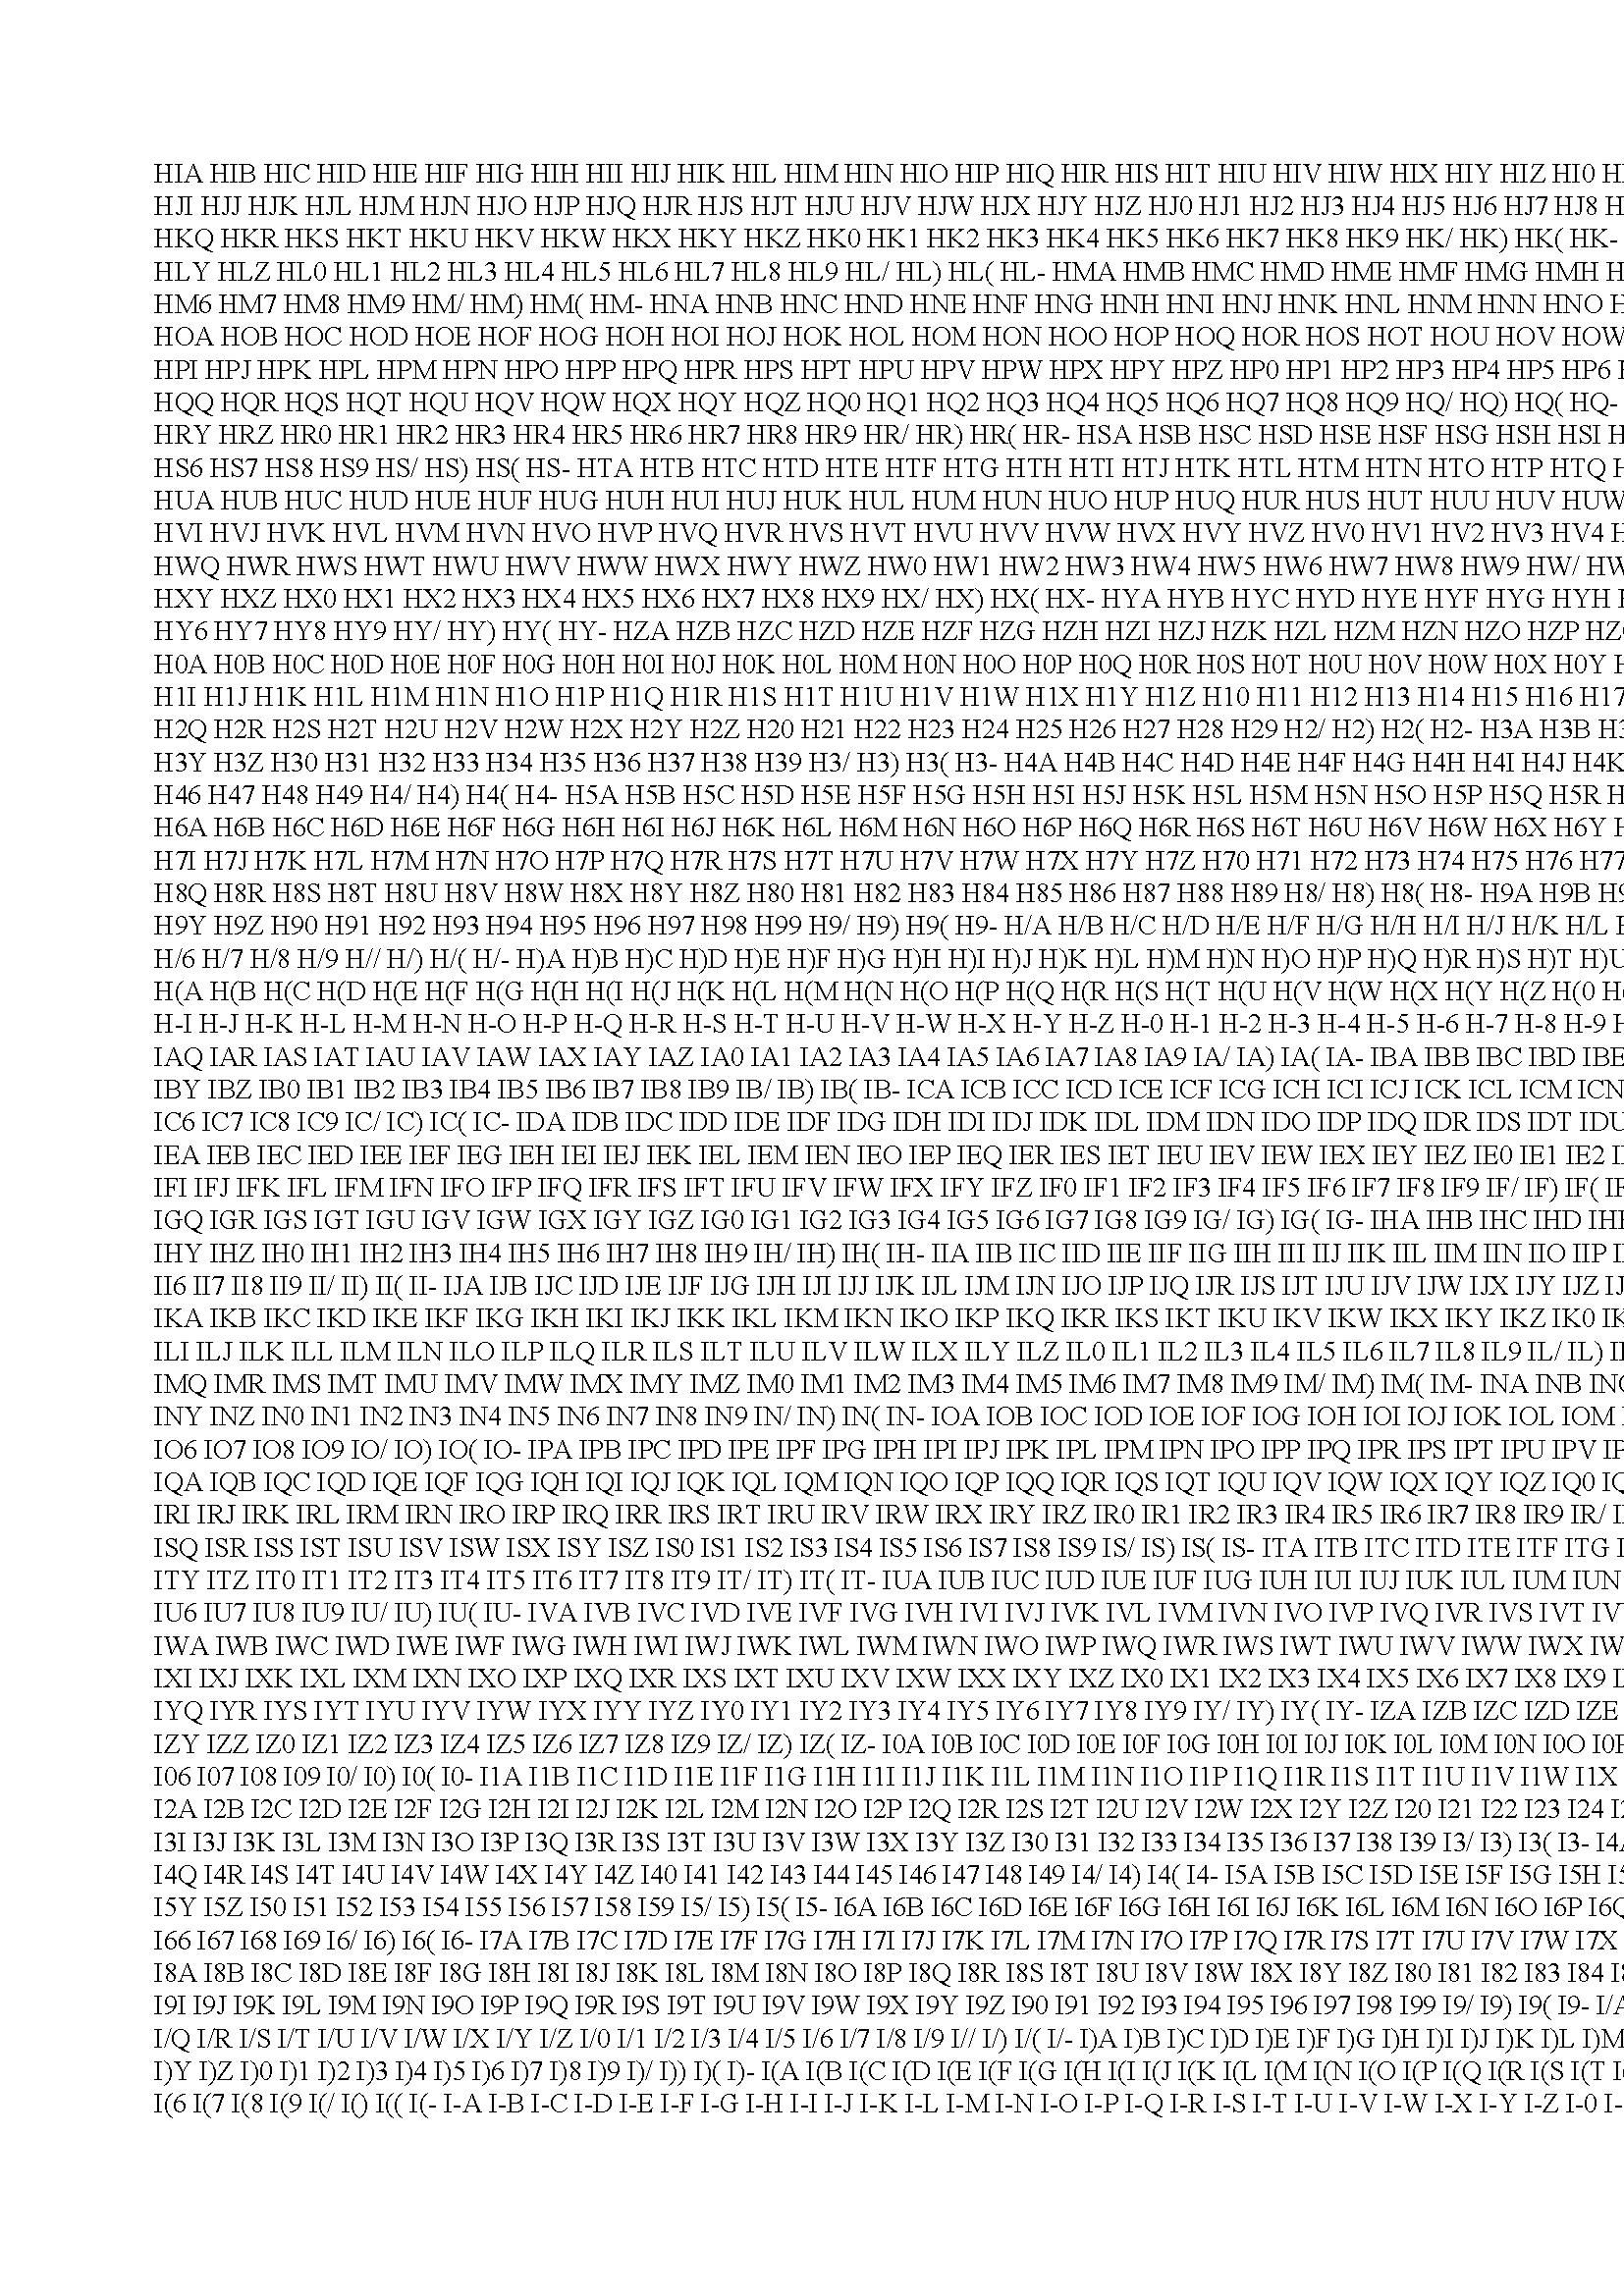 HIA HIB HIC HID HIE HIF HIG HIH HII HIJ HIK HIL HIM HIN HIO HIP HIQ HIR HIS HIT HIU HIV HIW HIX HIY HIZ HI0
HJI HJJ HJK HJL HJM HJN HJO HJP HJQ HJR HJS HJT HJU HJV HJW HJX HJY HJZ HJ0 HJ1 HJ2 HJ3 HJ4 HJ5 HJ6 HJ7 HJ8
HKQ HKR HKS HKT HKU HKV HKW HKX HKY HKZ HK0 HK1 HK2 HK3 HK4 HK5 HK6 HK7 HK8 HK9 HK/ HK) HK( HK-
HLY HLZ HL0 HL1 HL2 HL3 HL4 HL5 HL6 HL7 HL8 HL9 HL/ HL) HL( HL- HMA HMB HMC HMD HME HMF HMG HMH
HM6 HM7 HM8 HM9 HM/ HM) HM( HM- HNA HNB HNC HND HNE HNF HNG HNH HNI HNJ HNK HNL HNM HNN HNO
HOA HOB HOC HOD HOE HOF HOG HOH HOI HOJ HOK HOL HOM HON HOO HOP HOQ HOR HOS HOT HOU HOV HOW
HPI HPJ HPK HPL HPM HPN HPO HPP HPQ HPR HPS HPT HPU HPV HPW HPX HPY HPZ HP0 HP1 HP2 HP3 HP4 HP5 HP6
HQQ HQR HQS HQT HQU HQV HQW HQX HQY HQZ HQ0 HQ1 HQ2 HQ3 HQ4 HQ5 HQ6 HQ7 HQ8 HQ9 HQ/ HQ) HQ( HQ-
HRY HRZ HR0 HR1 HR2 HR3 HR4 HR5 HR6 HR7 HR8 HR9 HR/ HR) HR( HR- HSA HSB HSC HSD HSE HSF HSG HSH HSI
HS6 HS7 HS8 HS9 HS/ HS) HS( HS- HTA HTB HTC HTD HTE HTF HTG HTH HTI HTJ HTK HTL HTM HTN HTO HTP HTQ
HUA HUB HUC HUD HUE HUF HUG HUH HUI HUJ HUK HUL HUM HUN HUO HUP HUQ HUR HUS HUT HUU HUV HUW
HVI HVJ HVK HVL HVM HVN HVO HVP HVQ HVR HVS HVT HVU HVV HVW HVX HVY HVZ HV0 HV1 HV2 HV3 HV4
HWQ HWR HWS HWT HWU HWV HWW HWX HWY HWZ HW0 HW1 HW2 HW3 HW4 HW5 HW6 HW7 HW8 HW9 HW/
HXY HXZ HX0 HX1 HX2 HX3 HX4 HX5 HX6 HX7 HX8 HX9 HX/ HX) HX( HX- HYA HYB HYC HYD HYE HYF HYG HYH
HY6 HY7 HY8 HY9 HY/ HY) HY( HY- HZA HZB HZC HZD HZE HZF HZG HZH HZI HZJ HZK HZL HZM HZN HZO HZP
H0A H0B H0C H0D H0E H0F H0G H0H H0I H0J H0K H0L H0M H0N H0O H0P H0Q H0R H0S H0T H0U H0V H0W H0X H0Y
H1I H1J H1K H1L H1M H1N H1O H1P H1Q H1R H1S H1T H1U H1V H1W H1X H1Y H1Z H10 H11 H12 H13 H14 H15 H16 H17
H2Q H2R H2S H2T H2U H2V H2W H2X H2Y H2Z H20 H21 H22 H23 H24 H25 H26 H27 H28 H29 H2/ H2) H2( H2- H3A H3B
H3Y H3Z H30 H31 H32 H33 H34 H35 H36 H37 H38 H39 H3/ H3) H3( H3- H4A H4B H4C H4D H4E H4F H4G H4H H4I H4J H4K
H46 H47 H48 H49 H4/ H4) H4( H4- H5A H5B H5C H5D H5E H5F H5G H5H H5I H5J H5K H5L H5M H5N H5O H5P H5Q H5R
H6A H6B H6C H6D H6E H6F H6G H6H H6I H6J H6K H6L H6M H6N H6O H6P H6Q H6R H6S H6T H6U H6V H6W H6X H6Y
H7I H7J H7K H7L H7M H7N H7O H7P H7Q H7R H7S H7T H7U H7V H7W H7X H7Y H7Z H70 H71 H72 H73 H74 H75 H76 H77
H8Q H8R H8S H8T H8U H8V H8W H8X H8Y H8Z H80 H81 H82 H83 H84 H85 H86 H87 H88 H89 H8/ H8) H8( H8- H9A H9B
H9Y H9Z H90 H91 H92 H93 H94 H95 H96 H97 H98 H99 H9/ H9) H9( H9- H/A H/B H/C H/D H/E H/F H/G H/H H/I H/J H/K H/L
H/6 H/7 H/8 H/9 H// H/) H/( H/- H)A H)B H)C H)D H)E H)F H)G H)H H)I H)J H)K H)L H)M H)N H)O H)P H)Q H)R H)S H)T H)U
H(A H(B H(C H(D H(E H(F H(G H(H H(I H(J H(K H(L H(M H(N H(O H(P H(Q H(R H(S H(T H(U H(V H(W H(X H(Y H(Z H(0
H-I H-J H-K H-L H-M H-N H-O H-P H-Q H-R H-S H-T H-U H-V H-W H-X H-Y H-Z H-0 H-1 H-2 H-3 H-4 H-5 H-6 H-7 H-8 H-9
IAQ IAR IAS IAT IAU IAV IAW IAX IAY IAZ IA0 IA1 IA2 IA3 IA4 IA5 IA6 IA7 IA8 IA9 IA/ IA) IA( IA- IBA IBB IBC IBD IBE
IBY IBZ IB0 IB1 IB2 IB3 IB4 IB5 IB6 IB7 IB8 IB9 IB/ IB) IB( IB- ICA ICB ICC ICD ICE ICF ICG ICH ICI ICJ ICK ICL ICM ICN
IC6 IC7 IC8 IC9 IC/ IC) IC( IC- IDA IDB IDC IDD IDE IDF IDG IDH IDI IDJ IDK IDL IDM IDN IDO IDP IDQ IDR IDS IDT IDU
IEA IEB IEC IED IEE IEF IEG IEH IEI IEJ IEK IEL IEM IEN IEO IEP IEQ IER IES IET IEU IEV IEW IEX IEY IEZ IE0 IE1 IE2
IFI IFJ IFK IFL IFM IFN IFO IFP IFQ IFR IFS IFT IFU IFV IFW IFX IFY IFZ IF0 IF1 IF2 IF3 IF4 IF5 IF6 IF7 IF8 IF9 IF/ IF) IF(
IGQ IGR IGS IGT IGU IGV IGW IGX IGY IGZ IG0 IG1 IG2 IG3 IG4 IG5 IG6 IG7 IG8 IG9 IG/ IG) IG( IG- IHA IHB IHC IHD
IHY IHZ IH0 IH1 IH2 IH3 IH4 IH5 IH6 IH7 IH8 IH9 IH/ IH) IH( IH- IIA IIB IIC IID IIE IIF IIG IIH III IIJ IIK IIL IIM IIN IIO IIP
II6 II7 II8 II9 II/ II) II( II- IJA IJB IJC IJD IJE IJF IJG IJH IJI IJJ IJK IJL IJM IJN IJO IJP IJQ IJR IJS IJT IJU IJV IJW IJX IJY IJZ
IKA IKB IKC IKD IKE IKF IKG IKH IKI IKJ IKK IKL IKM IKN IKO IKP IKQ IKR IKS IKT IKU IKV IKW IKX IKY IKZ IK0
ILI ILJ ILK ILL ILM ILN ILO ILP ILQ ILR ILS ILT ILU ILV ILW ILX ILY ILZ IL0 IL1 IL2 IL3 IL4 IL5 IL6 IL7 IL8 IL9 IL/ IL)
IMQ IMR IMS IMT IMU IMV IMW IMX IMY IMZ IM0 IM1 IM2 IM3 IM4 IM5 IM6 IM7 IM8 IM9 IM/ IM) IM( IM- INA INB
INY INZ IN0 IN1 IN2 IN3 IN4 IN5 IN6 IN7 IN8 IN9 IN/ IN) IN( IN- IOA IOB IOC IOD IOE IOF IOG IOH IOI IOJ IOK IOL IOM
IO6 IO7 IO8 IO9 IO/ IO) IO( IO- IPA IPB IPC IPD IPE IPF IPG IPH IPI IPJ IPK IPL IPM IPN IPO IPP IPQ IPR IPS IPT IPU IPV
IQA IQB IQC IQD IQE IQF IQG IQH IQI IQJ IQK IQL IQM IQN IQO IQP IQQ IQR IQS IQT IQU IQV IQW IQX IQY IQZ IQ0
IRI IRJ IRK IRL IRM IRN IRO IRP IRQ IRR IRS IRT IRU IRV IRW IRX IRY IRZ IR0 IR1 IR2 IR3 IR4 IR5 IR6 IR7 IR8 IR9 IR/
ISQ ISR ISS IST ISU ISV ISW ISX ISY ISZ IS0 IS1 IS2 IS3 IS4 IS5 IS6 IS7 IS8 IS9 IS/ IS) IS( IS- ITA ITB ITC ITD ITE ITF ITG
ITY ITZ IT0 IT1 IT2 IT3 IT4 IT5 IT6 IT7 IT8 IT9 IT/ IT) IT( IT- IUA IUB IUC IUD IUE IUF IUG IUH IUI IUJ IUK IUL IUM IUN
IU6 IU7 IU8 IU9 IU/ IU) IU( IU- IVA IVB IVC IVD IVE IVF IVG IVH IVI IVJ IVK IVL IVM IVN IVO IVP IVQ IVR IVS IVT
IWA IWB IWC IWD IWE IWF IWG IWH IWI IWJ IWK IWL IWM IWN IWO IWP IWQ IWR IWS IWT IWU IWV IWW IWX
IXI IXJ IXK IXL IXM IXN IXO IXP IXQ IXR IXS IXT IXU IXV IXW IXX IXY IXZ IX0 IX1 IX2 IX3 IX4 IX5 IX6 IX7 IX8 IX9
IYQ IYR IYS IYT IYU IYV IYW IYX IYY IYZ IY0 IY1 IY2 IY3 IY4 IY5 IY6 IY7 IY8 IY9 IY/ IY) IY( IY- IZA IZB IZC IZD IZE
IZY IZZ IZ0 IZ1 IZ2 IZ3 IZ4 IZ5 IZ6 IZ7 IZ8 IZ9 IZ/ IZ) IZ( IZ- I0A I0B I0C I0D I0E I0F I0G I0H I0I I0J I0K I0L I0M I0N I0O
I06 I07 I08 I09 I0/ I0) I0( I0- I1A I1B I1C I1D I1E I1F I1G I1H I1I I1J I1K I1L I1M I1N I1O I1P I1Q I1R I1S I1T I1U I1V I1W I1X
I2A I2B I2C I2D I2E I2F I2G I2H I2I I2J I2K I2L I2M I2N I2O I2P I2Q I2R I2S I2T I2U I2V I2W I2X I2Y I2Z I20 I21 I22 I23 I24
I3I I3J I3K I3L I3M I3N I3O I3P I3Q I3R I3S I3T I3U I3V I3W I3X I3Y I3Z I30 I31 I32 I33 I34 I35 I36 I37 I38 I39 I3/ I3) I3( I3-
I4Q I4R I4S I4T I4U I4V I4W I4X I4Y I4Z I40 I41 I42 I43 I44 I45 I46 I47 I48 I49 I4/ I4) I4( I4- I5A I5B I5C I5D I5E I5F I5G I5H
I5Y I5Z I50 I51 I52 I53 I54 I55 I56 I57 I58 I59 I5/ I5) I5( I5- I6A I6B I6C I6D I6E I6F I6G I6H I6I I6J I6K I6L I6M I6N I6O I6P I6Q
I66 I67 I68 I69 I6/ I6) I6( I6- I7A I7B I7C I7D I7E I7F I7G I7H I7I I7J I7K I7L I7M I7N I7O I7P I7Q I7R I7S I7T I7U I7V I7W I7X
I8A I8B I8C I8D I8E I8F I8G I8H I8I I8J I8K I8L I8M I8N I8O I8P I8Q I8R I8S I8T I8U I8V I8W I8X I8Y I8Z I80 I81 I82 I83 I84
I9I I9J I9K I9L I9M I9N I9O I9P I9Q I9R I9S I9T I9U I9V I9W I9X I9Y I9Z I90 I91 I92 I93 I94 I95 I96 I97 I98 I99 I9/ I9) I9( I9-
I/Q I/R I/S I/T I/U I/V I/W I/X I/Y I/Z I/0 I/1 I/2 I/3 I/4 I/5 I/6 I/7 I/8 I/9 I// I/) I/( I/- I)A I)B I)C I)D I)E I)F I)G I)H I)I I)J I)K I)L I)M
I)Y I)Z I)0 I)1 I)2 I)3 I)4 I)5 I)6 I)7 I)8 I)9 I)/ I)) I)( I)- I(A I(B I(C I(D I(E I(F I(G I(H I(I I(J I(K I(L I(M I(N I(O I(P I(Q I(R I(S I(T
I(6 I(7 I(8 I(9 I(/ I() I(( I(- I-A I-B I-C I-D I-E I-F I-G I-H I-I I-J I-K I-L I-M I-N I-O I-P I-Q I-R I-S I-T I-U I-V I-W I-X I-Y I-Z I-0